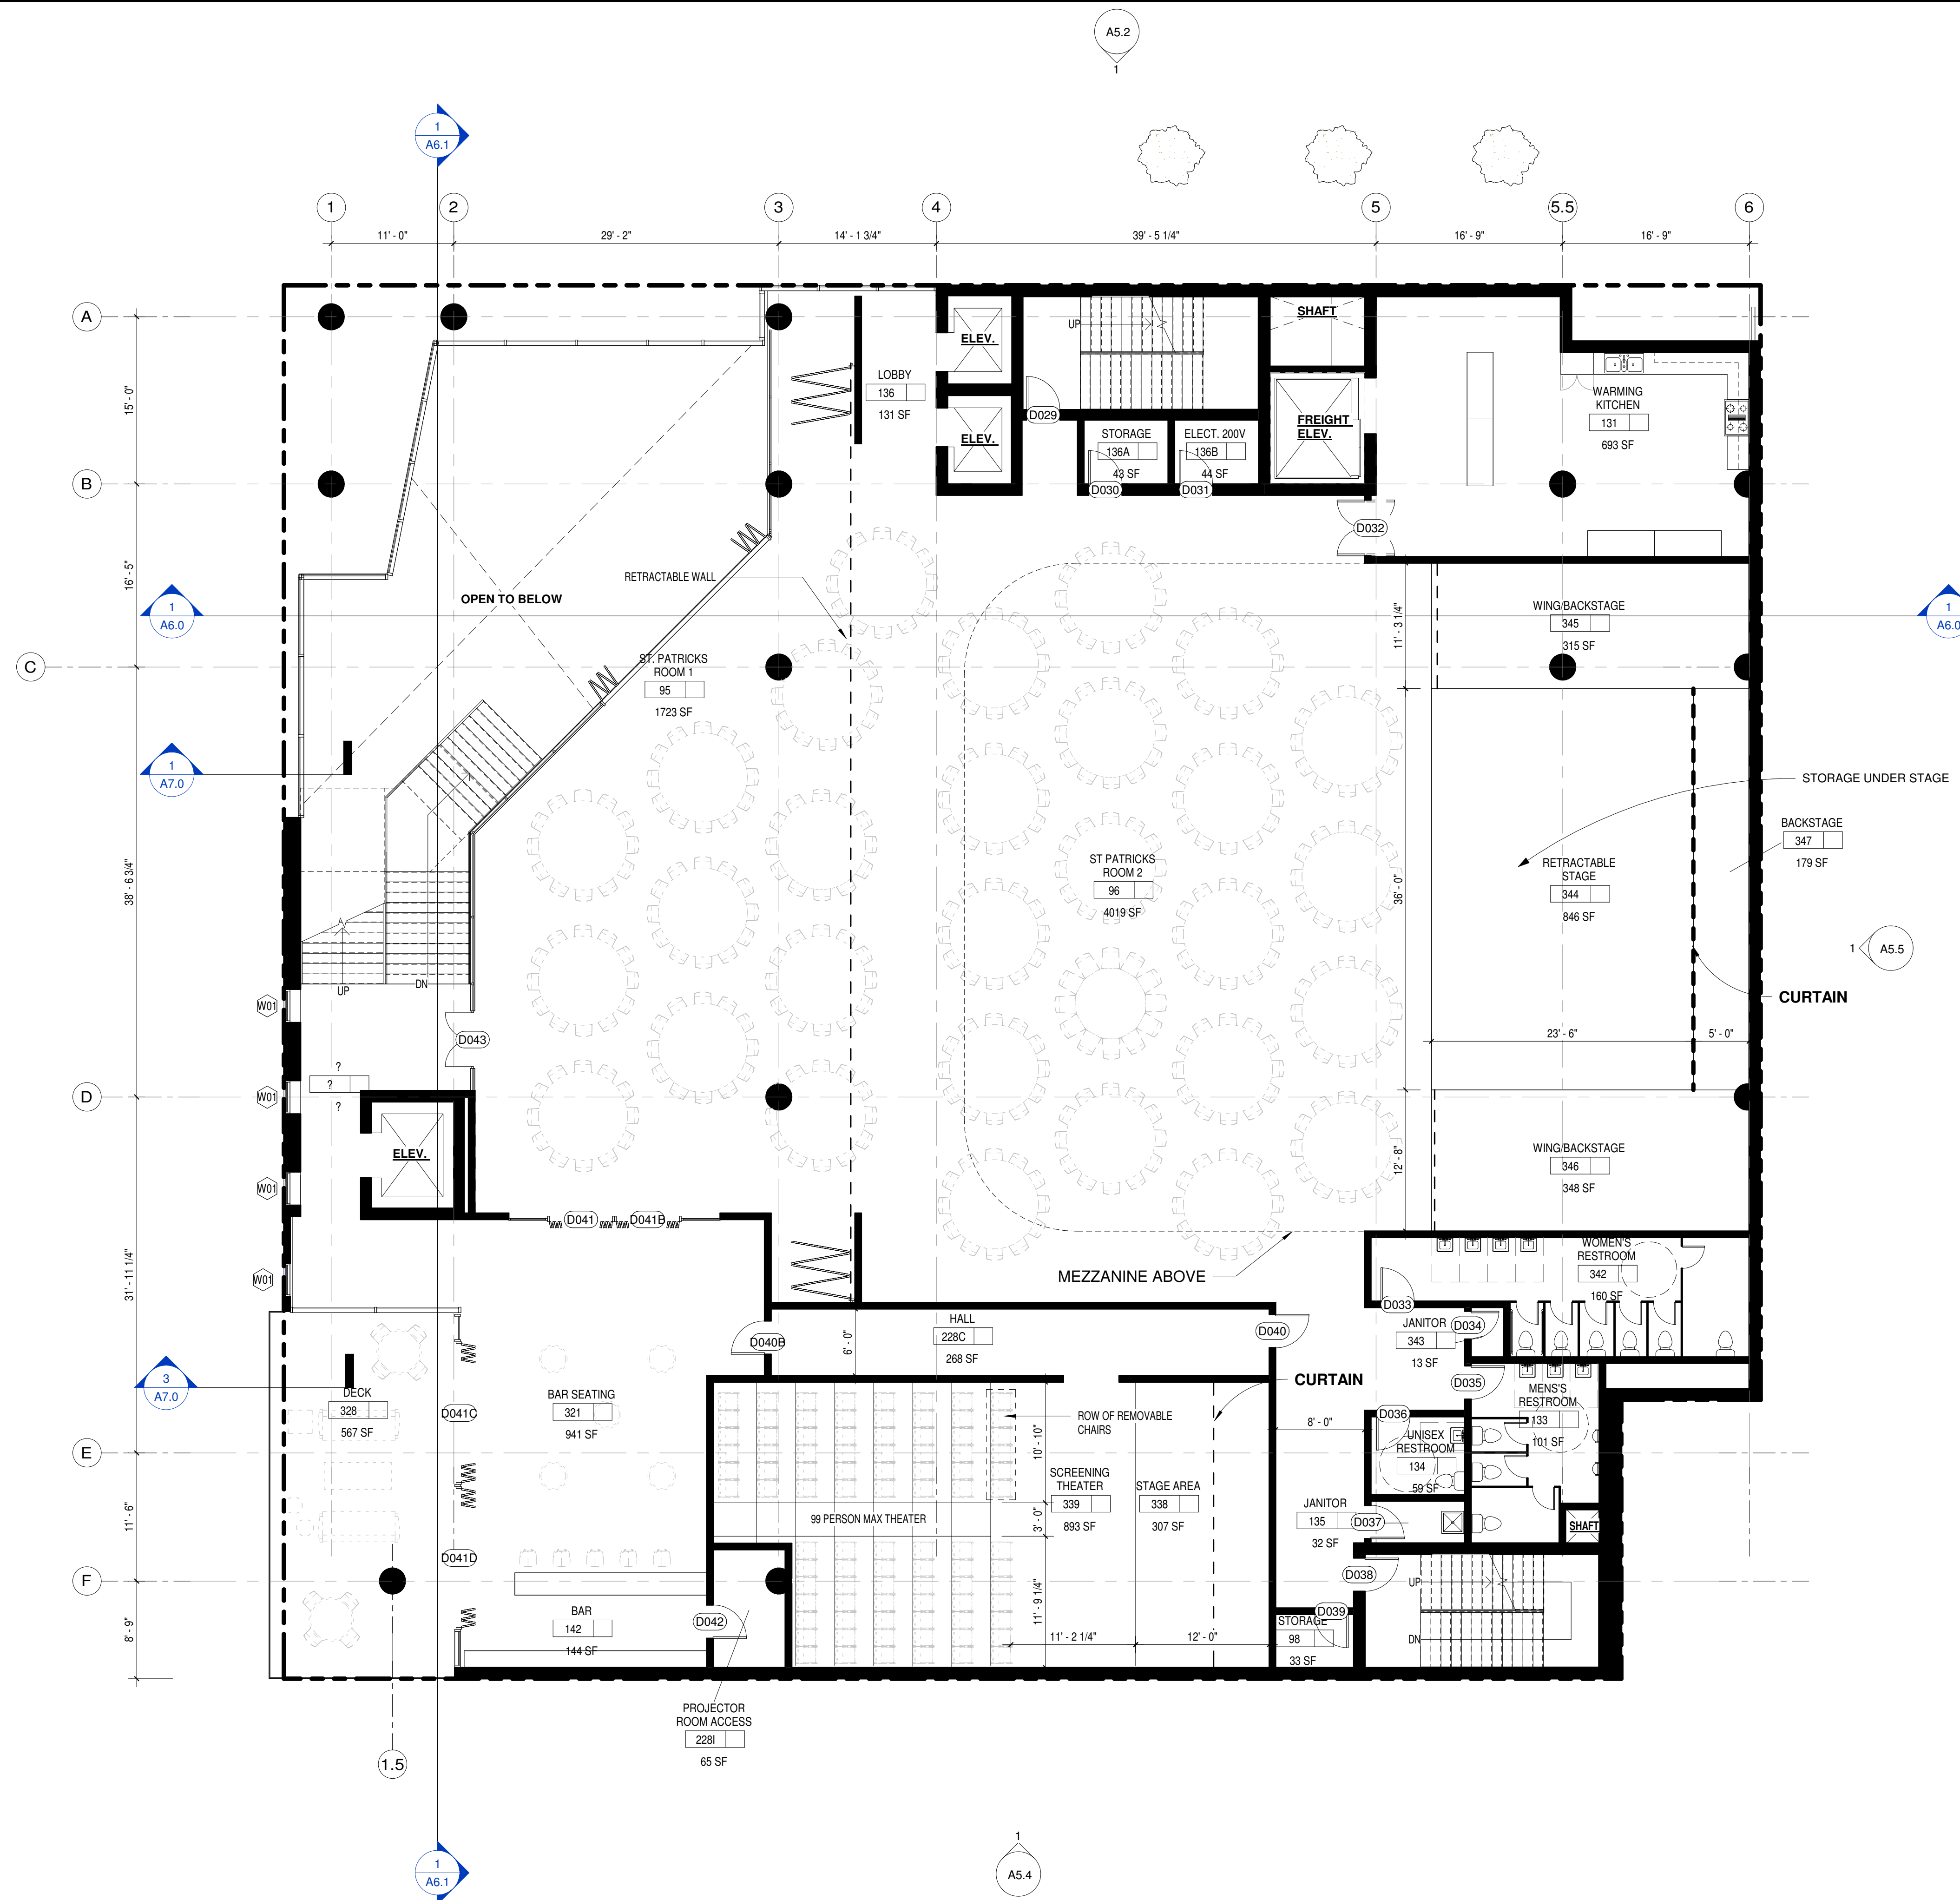 A5.2
1
1
A6.1
1
2
3
4
5
5.5
6
11' - 0"
29' - 2"
14' - 1 3/4"
39' - 5 1/4"
16' - 9"
16' - 9"
A
B
C
D
E
F
15' - 0"
16' - 5"
38' - 6 3/4"
31' - 11 1/4"
11' - 6"
8' - 9"
ELEV.
ELEV.
UP
SHAFT
FREIGHT
ELEV.
LOBBY
136
131 SF
D029
STORAGE
136A
43 SF
D030
ELECT. 200V
136B
44 SF
D031
D032
WARMING
KITCHEN
131
693 SF
RETRACTABLE WALL
OPEN TO BELOW
1
A6.0
1
A6.0
ST. PATRICKS
ROOM 1
95
1723 SF
11' - 3 1/4"
WING/BACKSTAGE
345
315 SF
1
A7.0
STORAGE UNDER STAGE
BACKSTAGE
347
179 SF
ST PATRICKS
ROOM 2
96
4019 SF
36' - 0"
RETRACTABLE
STAGE
344
846 SF
1
A5.5
CURTAIN
23' - 6"
5' - 0"
UP
DN
W01
D043
?
?
?
W01
W01
W01
ELEV.
12' - 8"
WING/BACKSTAGE
346
348 SF
D041
D041B
MEZZANINE ABOVE
WOMEN'S
RESTROOM
342
160 SF
D033
JANITOR
343
13 SF
D034
HALL
228C
268 SF
6' - 0"
D040B
D040
3
A7.0
DECK
328
567 SF
BAR SEATING
321
941 SF
D041C
D041D
CURTAIN
ROW OF REMOVABLE
CHAIRS
D035
MENS'S
RESTROOM
133
101 SF
D036
UNISEX
RESTROOM
134
59 SF
8' - 0"
10' - 10"
SCREENING
THEATER
339
893 SF
STAGE AREA
338
307 SF
99 PERSON MAX THEATER
3' - 0"
11' - 9 1/4"
JANITOR
135
32 SF
D037
SHAFT
D038
UP
DN
BAR
142
144 SF
D042
11' - 2 1/4"
12' - 0"
D039
STORAGE
98
33 SF
PROJECTOR
ROOM ACCESS
228I
65 SF
1.5
1
A6.1
1
A5.4